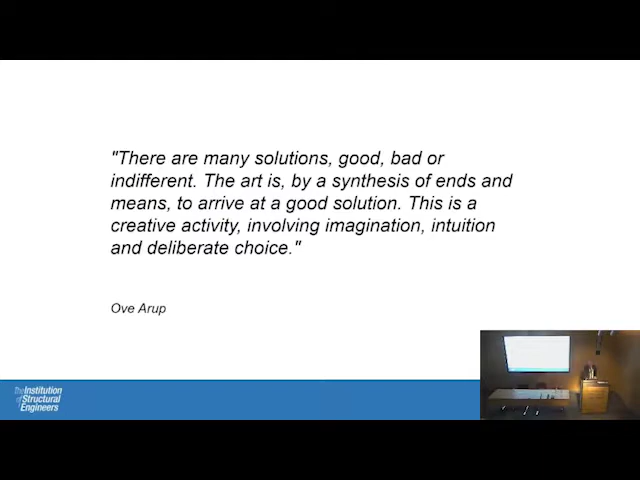 "There are many solutions, good, bad or
indifferent. The art is, by a synthesis of ends and
means, to arrive at a good solution. This is a
creative activity, involving imagination, intuition
and deliberate choice."
Ove Arup
The Institution
of Structural
Engineers